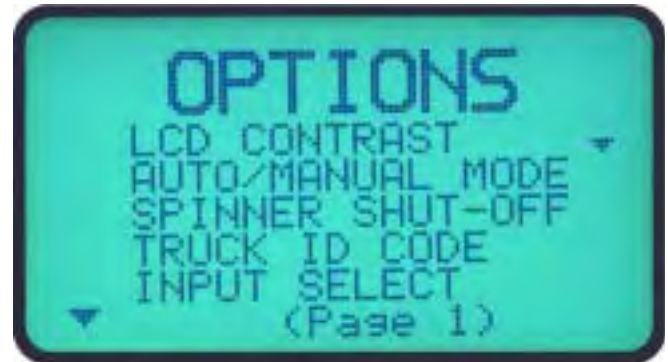 OPTIONS
LCD CONTRAST
AUTO/MANUAL MODE
SPINNER SHUT-OFF
TRUCK ID CODE
INPUT SELECT
(Page 1)